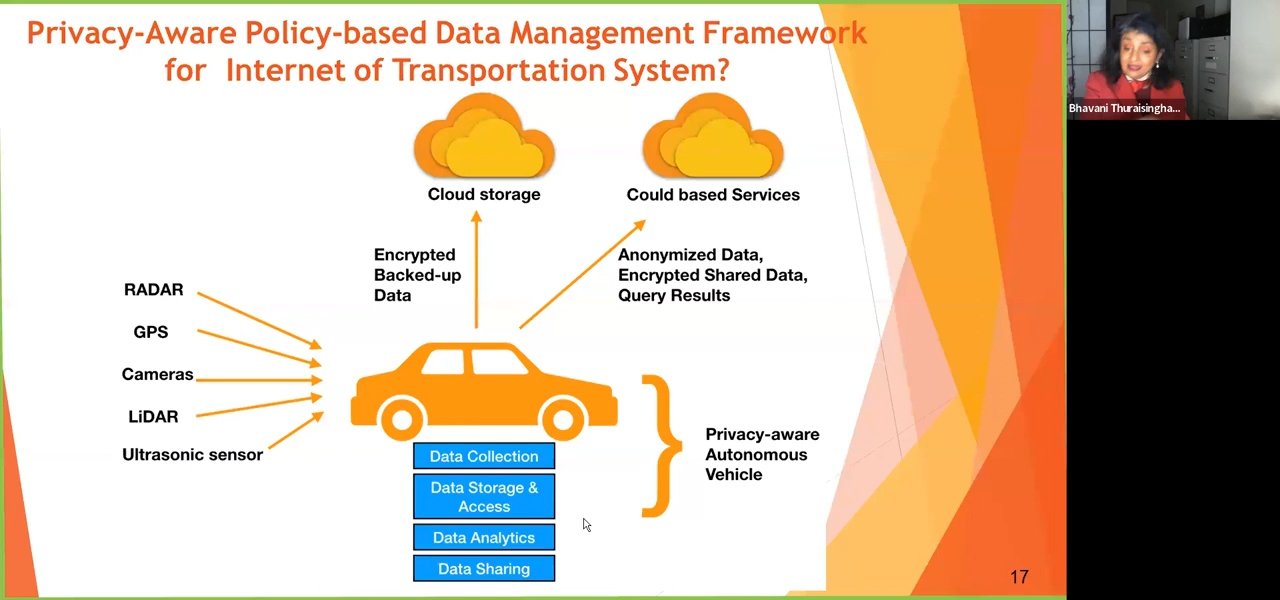 Privacy-Aware Policy-based Data Management Framework
for Internet of Transportation System?
Bhavani Thuraisingha...
Cloud storage
Could based Services
Encrypted
Backed-up
Data
Anonymized Data,
Encrypted Shared Data,
Query Results
RADAR
GPS
Cameras
LiDAR
Ultrasonic sensor
Privacy-aware
Autonomous
Vehicle
Data Collection
Data Storage &
Access
Data Analytics
Data Sharing
17